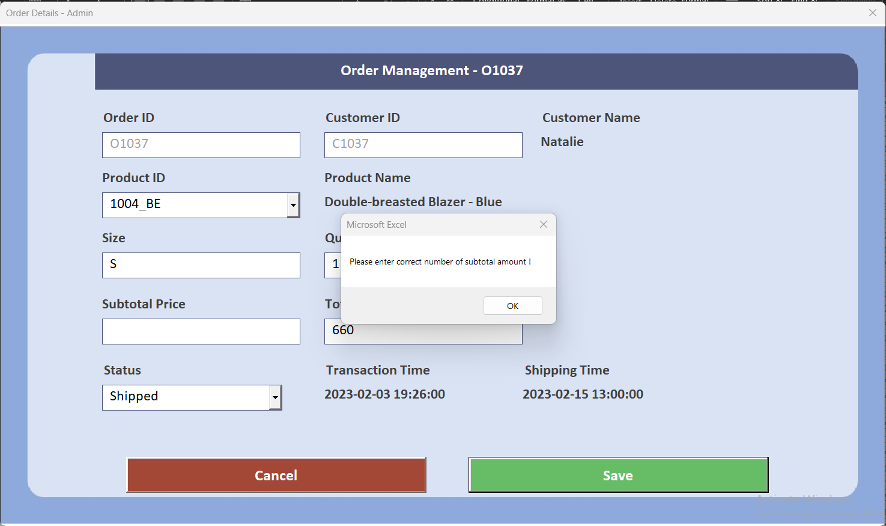 Order Details - Admin
Order Management - O1037
Order ID
Customer ID
Customer Name
O1037
C1037
Natalie
Product ID
Product Name
1004_BE
Double-breasted Blazer - Blue
Microsoft Excel
Size
Qu
S
1
Please enter correct number of subtotal amount !
OK
Subtotal Price
To
660
Status
Transaction Time
Shipping Time
Shipped
2023-02-03 19:26:00
2023-02-15 13:00:00
Cancel
Save